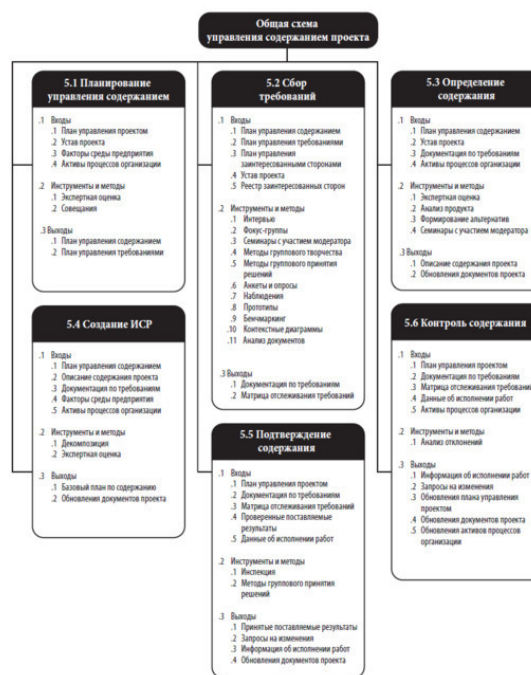 Общая схема
управления содержанием проекта
5.1 Планирование
управления содержанием
.1 Входы
.1 План управления проектом
.2 Устав проекта
.3 Факторы среды предприятия
.4 Активы процессов организации
.2 Инструменты и методы
.1 Экспертная оценка
.2 Совещания
.3 Выходы
.1 План управления содержанием
.2 План управления требованиями
5.2 Сбор
требований
.1 Входы
.1 План управления содержанием
.2 План управления требованиями
.3 План управления
заинтересованными сторонами
.4 Устав проекта
.5 Реестр заинтересованных сторон
.2 Инструменты и методы
.1 Интервью
.2 Фокус-группы
.3 Семинары с участием модератора
.4 Методы группового творчества
.5 Методы группового принятия
решений
.6 Анкеты и опросы
.7 Наблюдения
.8 Прототипы
.9 Бенчмаркинг
.10 Контекстные диаграммы
.11 Анализ документов
.3 Выходы
.1 Документация по требованиям
.2 Матрица отслеживания требований
5.3 Определение
содержания
.1 Входы
.1 План управления содержанием
.2 Устав проекта
.3 Документация по требованиям
.4 Активы процессов организации
.2 Инструменты и методы
.1 Экспертная оценка
.2 Анализ продукта
.3 Формирование альтернатив
.4 Семинары с участием модератора
.3 Выходы
.1 Описание содержания проекта
.2 Обновления документов проекта
5.4 Создание ИСР
.1 Входы
.1 План управления содержанием
.2 Описание содержания проекта
.3 Документация по требованиям
.4 Факторы среды предприятия
.5 Активы процессов организации
.2 Инструменты и методы
.1 Декомпозиция
.2 Экспертная оценка
.3 Выходы
.1 Базовый план по содержанию
.2 Обновления документов проекта
5.5 Подтверждение
содержания
.1 Входы
.1 План управления проектом
.2 Документация по требованиям
.3 Матрица отслеживания требований
.4 Проверенные поставляемые
результаты
.5 Данные об исполнении работ
.2 Инструменты и методы
.1 Инспекция
.2 Методы группового принятия
решений
.3 Выходы
.1 Принятые поставляемые результаты
.2 Запросы на изменения
.3 Информация об исполнении работ
.4 Обновления документов проекта
5.6 Контроль содержания
.1 Входы
.1 План управления проектом
.2 Документация по требованиям
.3 Матрица отслеживания требований
.4 Данные об исполнении работ
.5 Активы процессов организации
.2 Инструменты и методы
.1 Анализ отклонений
.3 Выходы
.1 Информация об исполнении работ
.2 Запросы на изменения
.3 Обновления плана управления
проектом
.4 Обновления документов проекта
.5 Обновления активов процессов
организации